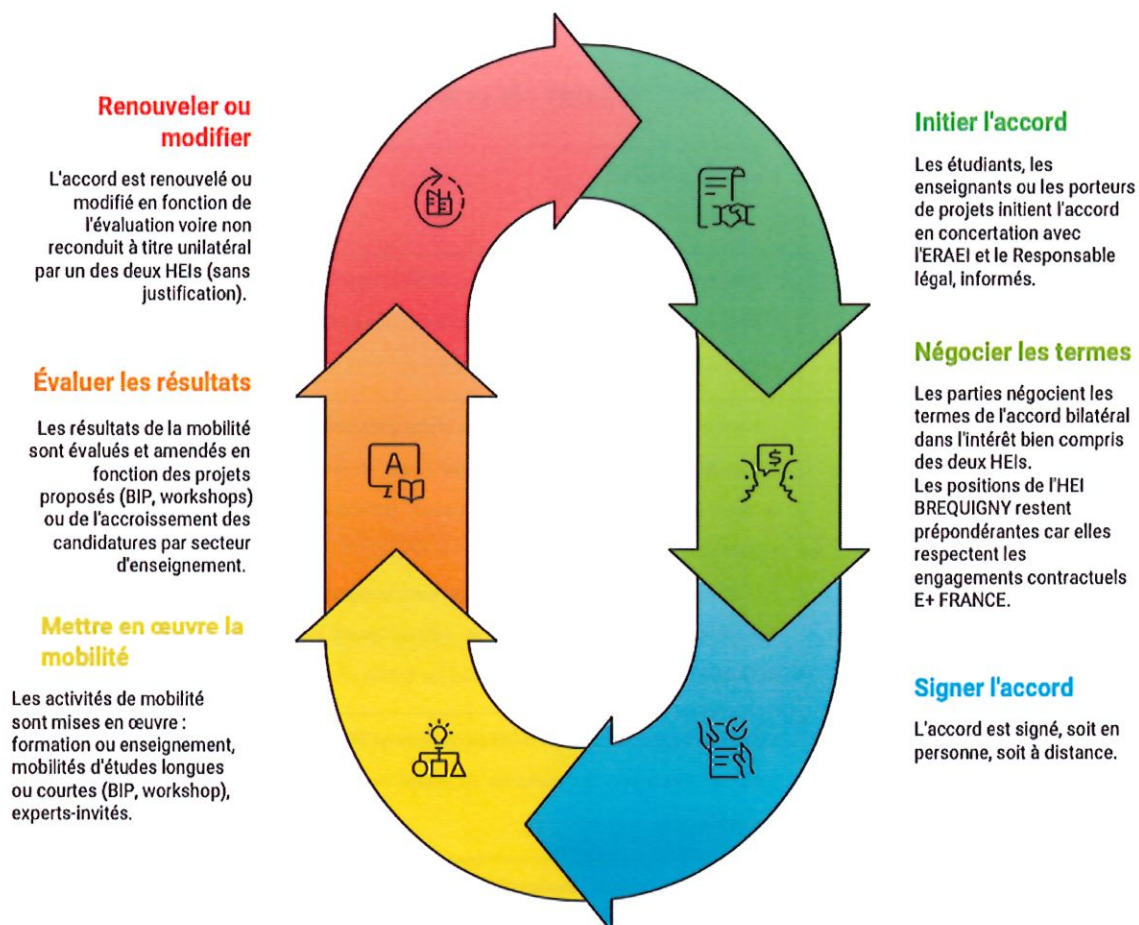 Renouveler ou
modifier
L'accord est renouvelé ou
modifié en fonction de
l'évaluation voire non
reconduit à titre unilatéral
par un des deux HEIs (sans
justification).
Évaluer les résultats
Les résultats de la mobilité
sont évalués et amendés en
fonction des projets
proposés (BIP, workshops)
ou de l'accroissement des
candidatures par secteur
d'enseignement.
Mettre en œuvre la
mobilité
Les activités de mobilité
sont mises en œuvre :
formation ou enseignement,
mobilités d'études longues
ou courtes (BIP, workshop),
experts-invités.
Initier l'accord
Les étudiants, les
enseignants ou les porteurs
de projets initient l'accord
en concertation avec
l'ERAEI et le Responsable
légal, informés.
Négocier les termes
Les parties négocient les
termes de l'accord bilatéral
dans l'intérêt bien compris
des deux HEIs.
Les positions de l'HEI
BREQUIGNY restent
prépondérantes car elles
respectent les
engagements contractuels
E+ FRANCE.
Signer l'accord
L'accord est signé, soit en
personne, soit à distance.
A
$